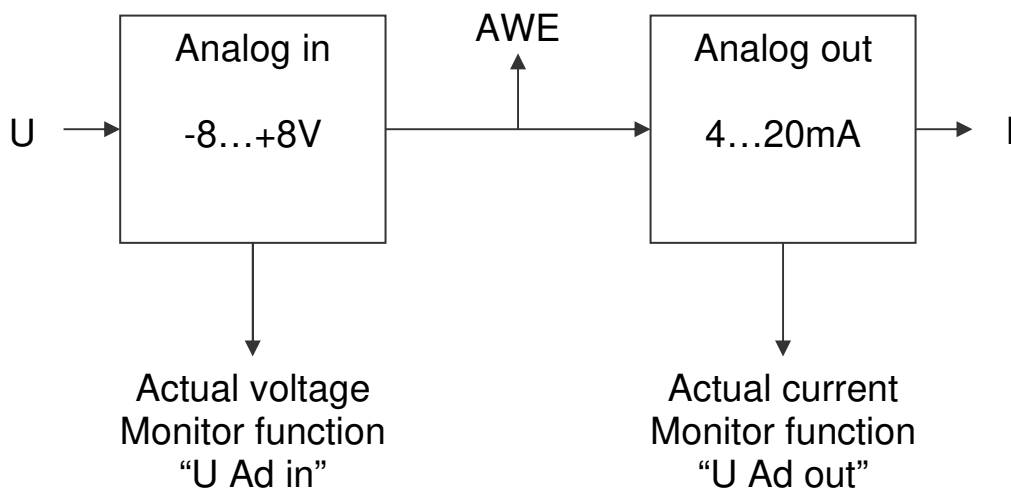 AWE
Analog in
Analog out
U
-8…+8V
4…20mA
I
Actual voltage
Monitor function
“U Ad in”
Actual current
Monitor function
“U Ad out”